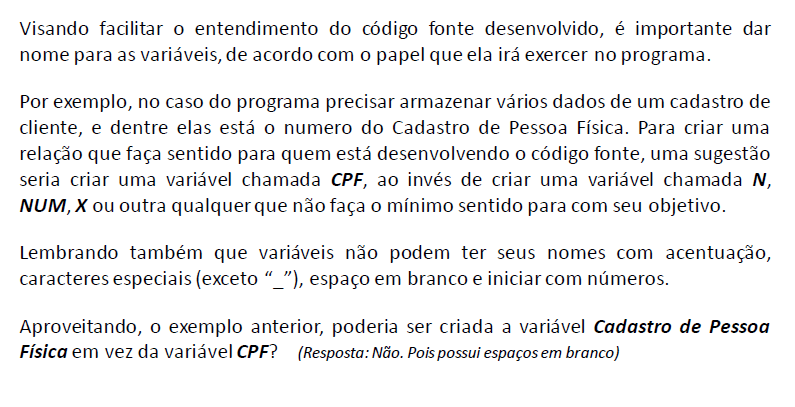 Visando facilitar o entendimento do código fonte desenvolvido, é importante dar
nome para as variáveis, de acordo com o papel que ela irá exercer no programa.
Por exemplo, no caso do programa precisar armazenar vários dados de um cadastro de
cliente, e dentre elas está o numero do Cadastro de Pessoa Física. Para criar uma
relação que faça sentido para quem está desenvolvendo o código fonte, uma sugestão
seria criar uma variável chamada CPF, ao invés de criar uma variável chamada N,
NUM, X ou outra qualquer que não faça o mínimo sentido para com seu objetivo.
Lembrando também que variáveis não podem ter seus nomes com acentuação,
caracteres especiais (exceto “_”), espaço em branco e iniciar com números.
Aproveitando, o exemplo anterior, poderia ser criada a variável Cadastro de Pessoa
Física em vez da variável CPF? (Resposta: Não. Pois possui espaços em branco)